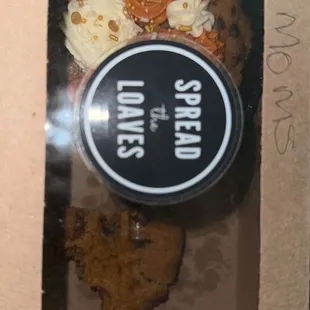 SPREAD
the
LOAVES
Moms